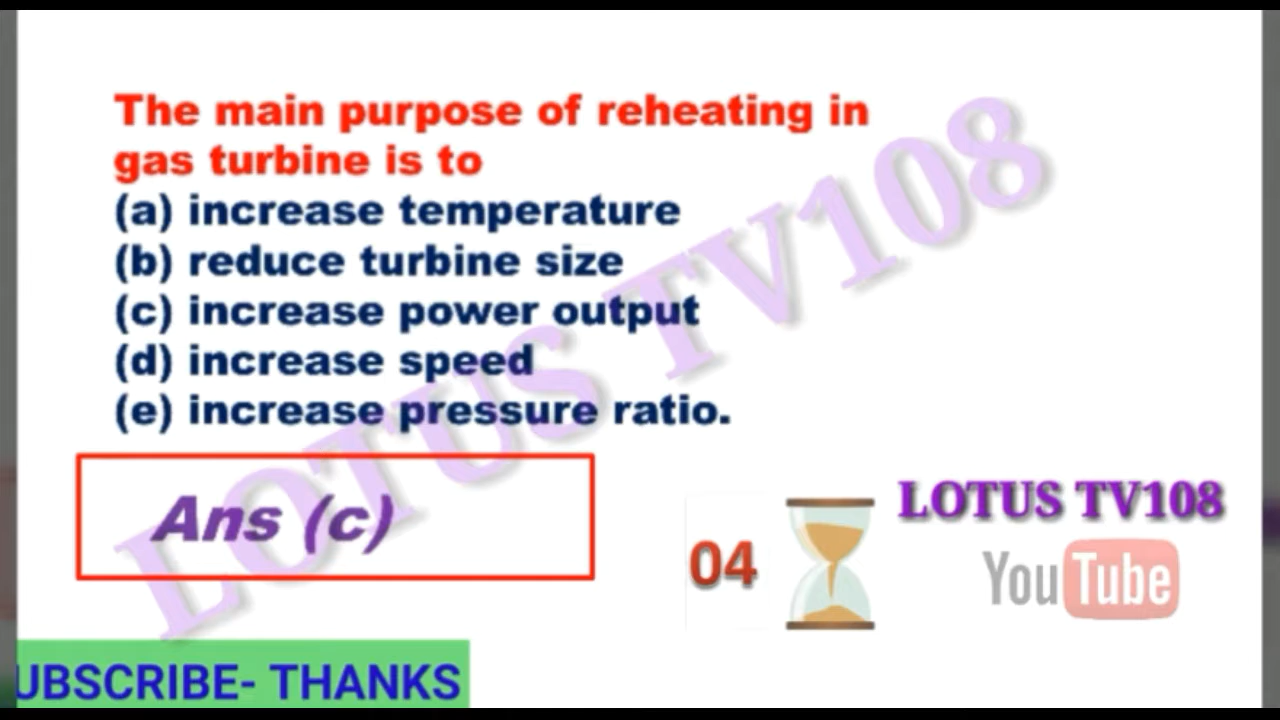 The main purpose of reheating in
gas turbine is to
(a) increase temperature
(b) reduce turbine size
(c) increase power output
(d) increase speed
(e) increase pressure ratio.
LOTUS TV108
Ans (c)
04
LOTUS TV108
YouTube
UBSCRIBE- THANKS